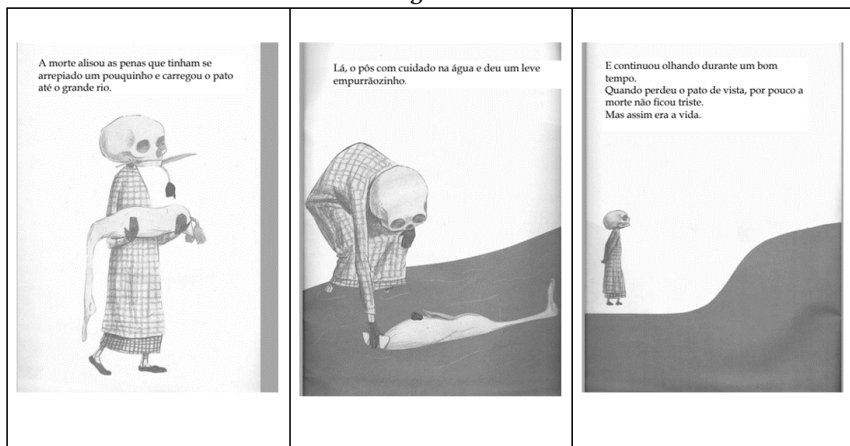 A morte alisou as penas que tinham se
arrepiado um pouquinho e carregou o pato
até o grande rio.
Lá, o pôs com cuidado na água e deu um leve
empurrãozinho.
E continuou olhando durante um bom
tempo.
Quando perdeu o pato de vista, por pouco a
morte não ficou triste.
Mas assim era a vida.